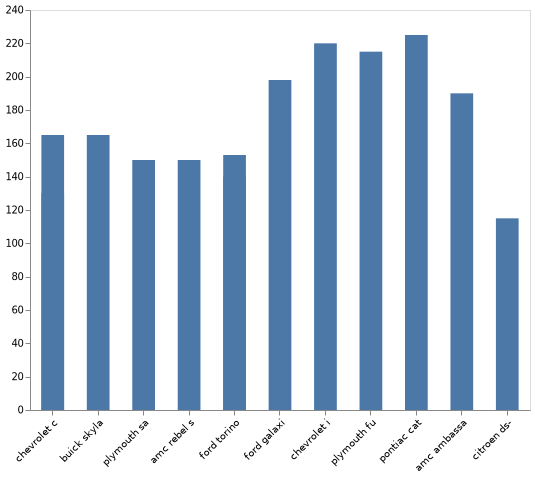 240
220
200
180
160
140
120
100
80
60
40
20
0
chevrolet c
buick skyla
plymouth sa
amc rebel s
ford torino
ford galaxi
chevrolet i
plymouth fu
pontiac cat
amc ambassa
citroen ds-